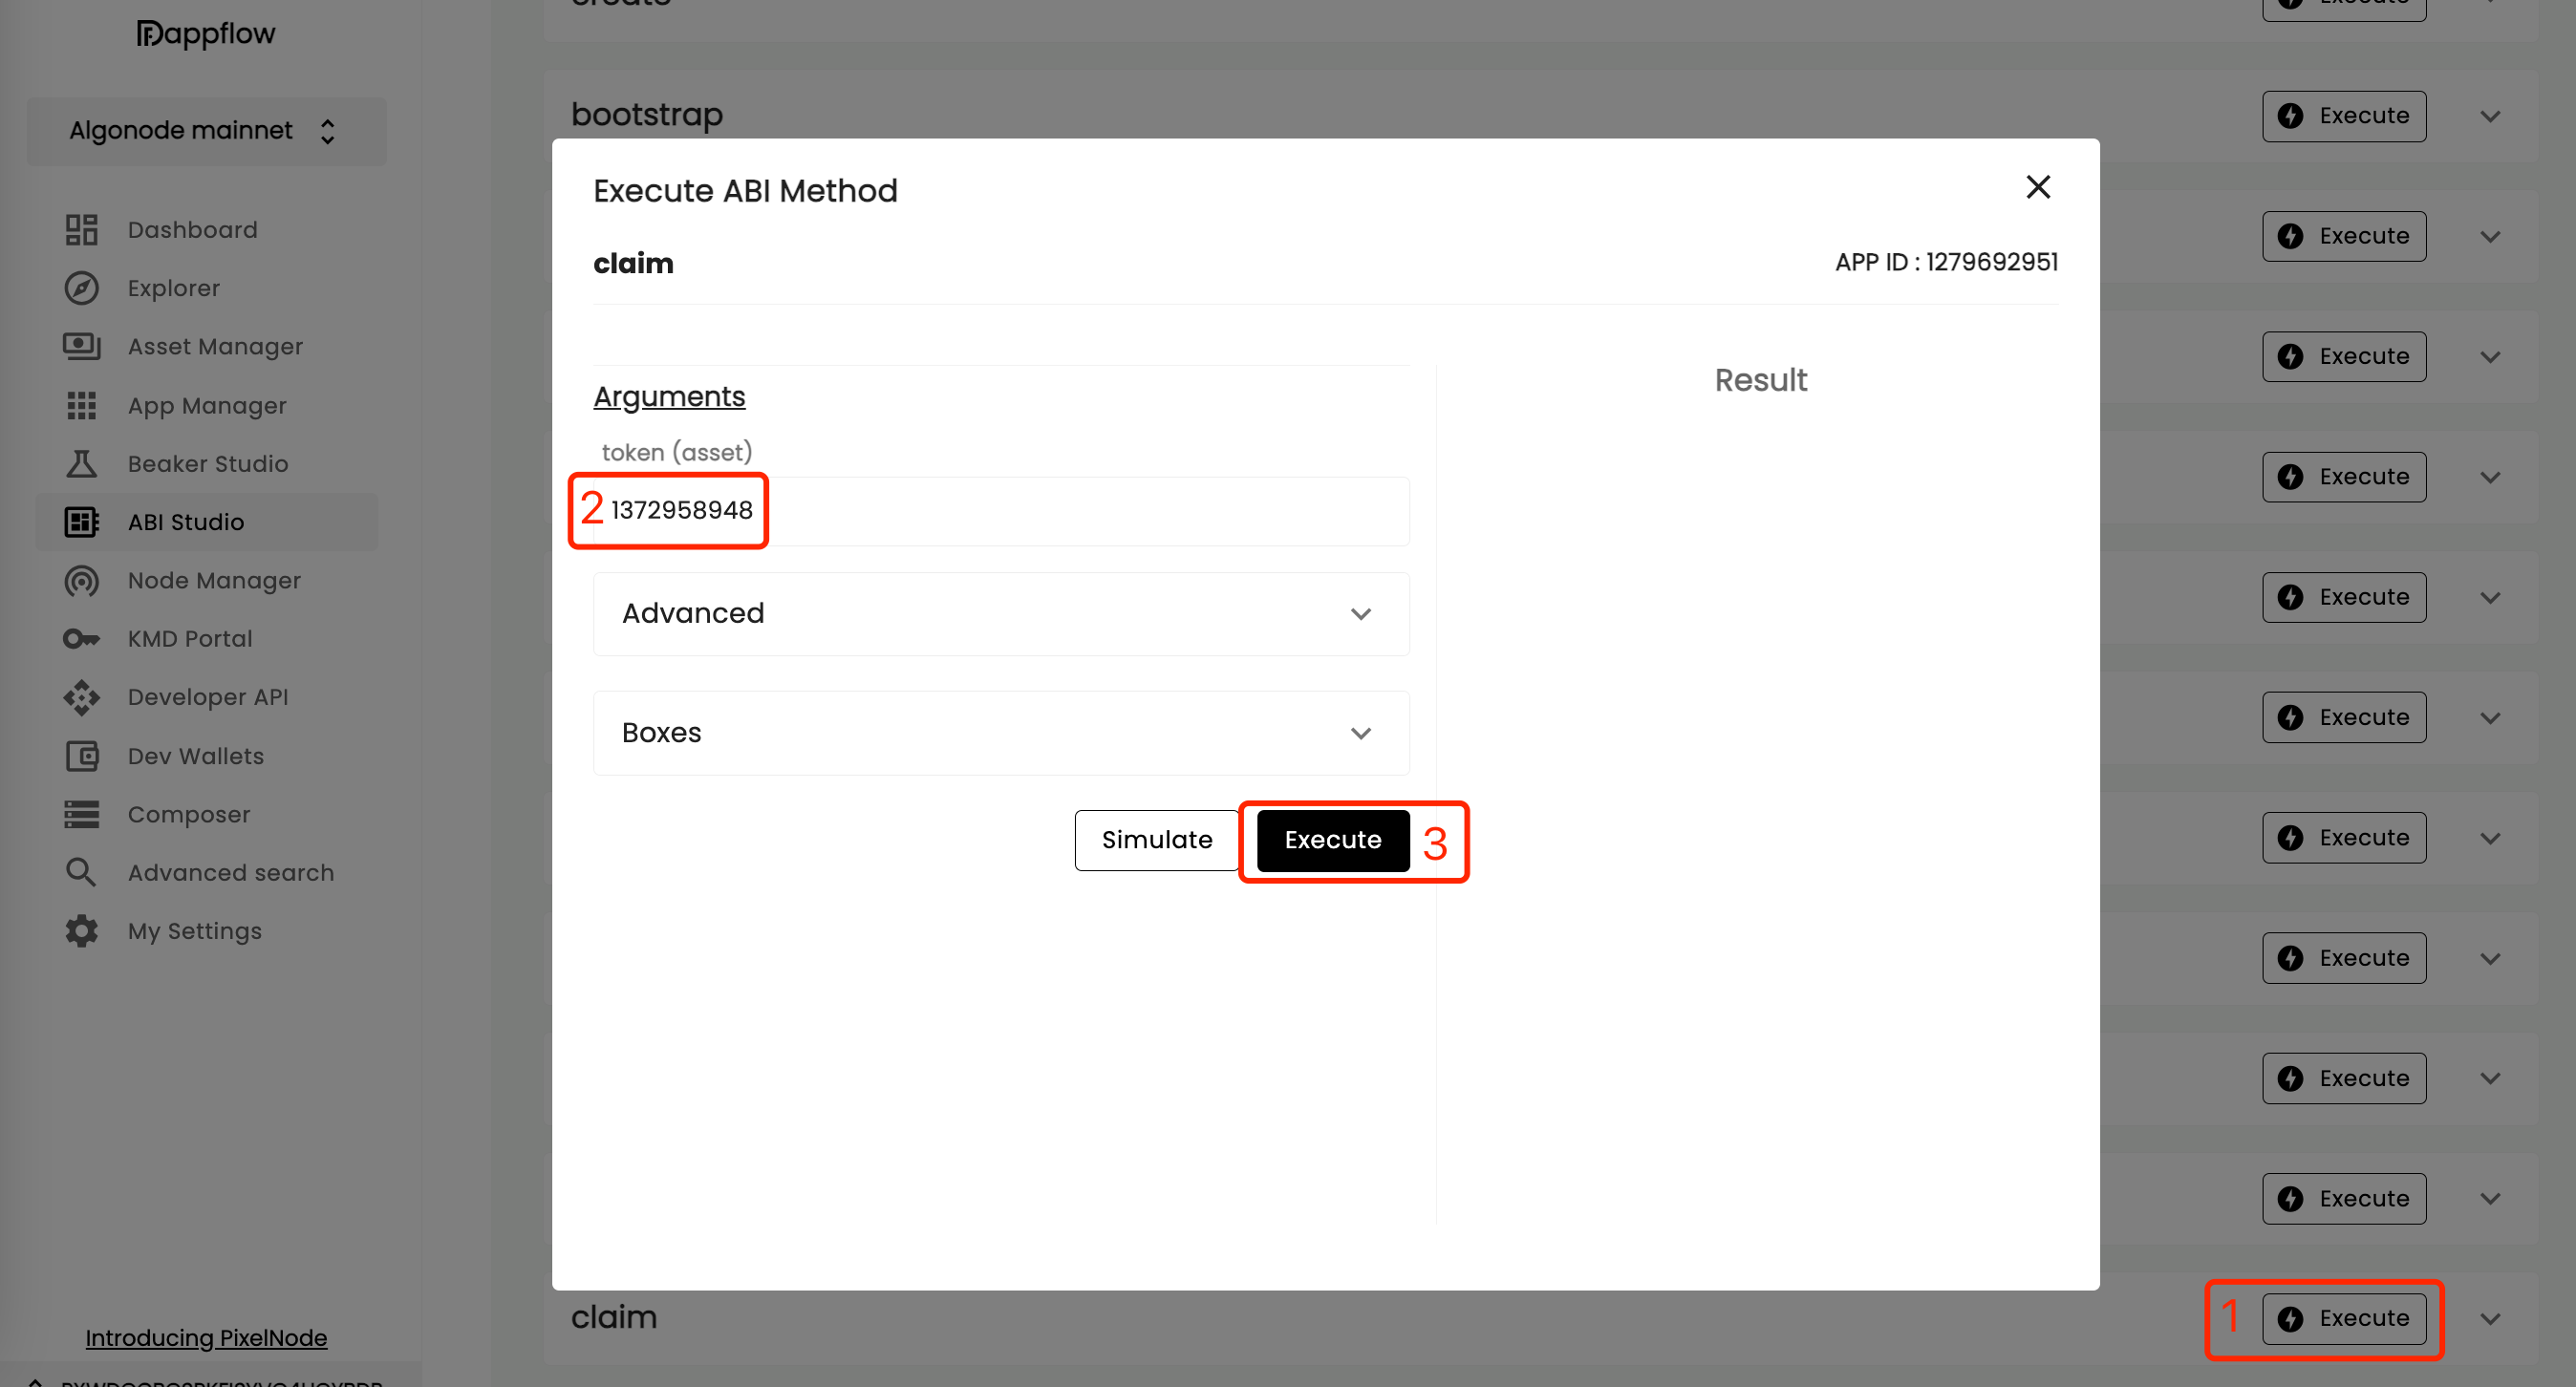 Dappflow
Algonode mainnet
Dashboard
Explorer
Asset Manager
App Manager
Beaker Studio
ABI Studio
Node Manager
KMD Portal
Developer API
Dev Wallets
Composer
Advanced search
My Settings
Introducing PixelNode
create
Execute
bootstrap
Execute
Execute ABI Method
claim
APP ID : 1279692951
Arguments
token (asset)
2 1372958948
Advanced
Boxes
Simulate
Execute 3
Result
Execute
Execute
Execute
Execute
Execute
Execute
Execute
Execute
Execute
claim
1 Execute